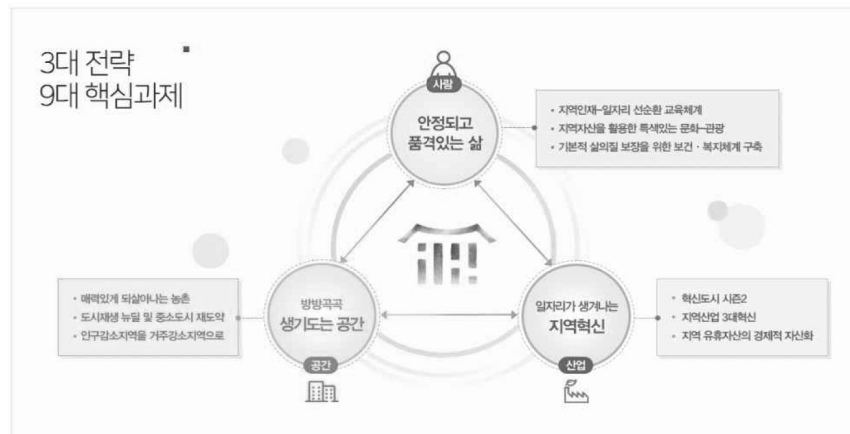 3대 전략
9대 핵심과제
사람
안정되고
품격있는 삶
• 지역인재-일자리 선순환 교육체계
• 지역자산을 활용한 특색있는 문화-관광
• 기본적 삶의질 보장을 위한 보건 · 복지체계 구축
• 매력있게 되살아나는 농촌
• 도시재생 뉴딜 및 중소도시 재도약
• 인구감소지역을 거주강소지역으로
방방곡곡
생기도는 공간
공간
일자리가 생겨나는
지역혁신
산업
• 혁신도시 시즌2
• 지역산업 3대혁신
• 지역 유휴자산의 경제적 자산화